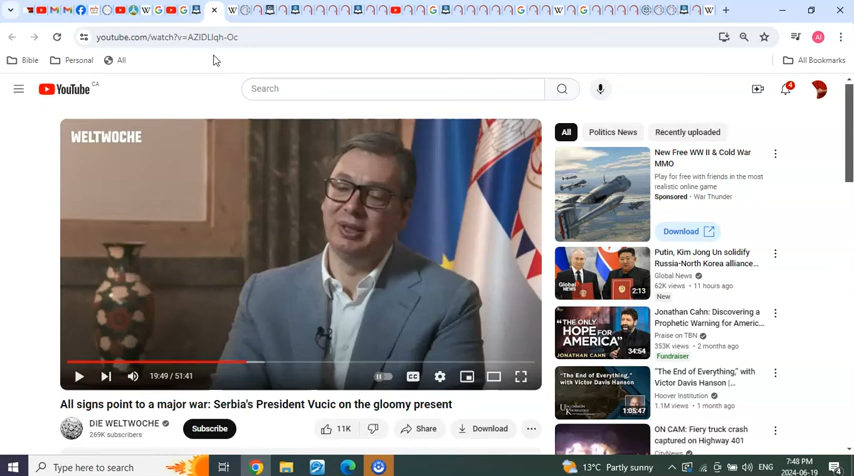 youtube.com/watch?v=AZIDLlqh-Oc
AI
Bible
Personal
All
All Bookmarks
YouTube CA
Search
4
WELTWOCHE
19:49 / 51:41
All signs point to a major war: Serbia's President Vucic on the gloomy present
DIE WELTWOCHE
269K subscribers
Subscribe
11K
Share
Download
All
Politics News
Recently uploaded
New Free WW II & Cold War
MMO
Play for free with friends in the most
realistic online game
Sponsored · War Thunder
Download
Global
NEWS
2:13
Putin, Kim Jong Un solidify
Russia-North Korea alliance...
Global News
62K views · 11 hours ago
New
"THE ONLY
HOPE FOR
AMERICA"
JONATHAN CAHN
34:54
Jonathan Cahn: Discovering a
Prophetic Warning for Americ...
Praise on TBN
353K views · 2 months ago
Fundraiser
"The End of Everything,"
with Victor Davis Hanson
1:05:47
"The End of Everything," with
Victor Davis Hanson |...
Hoover Institution
1.1M views · 1 month ago
ON CAM: Fiery truck crash
captured on Highway 401
CityNews
Type here to search
13°C Partly sunny
7:48 PM
2024-06-19
4